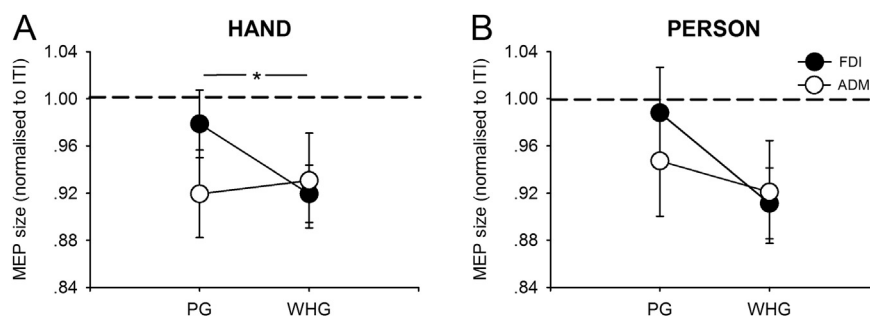 A
HAND
MEP size (normalised to ITI)
1.04
1.00
.96
.92
.88
.84
*
PG
WHG
B
PERSON
MEP size (normalised to ITI)
1.04
1.00
.96
.92
.88
.84
FDI
ADM
PG
WHG